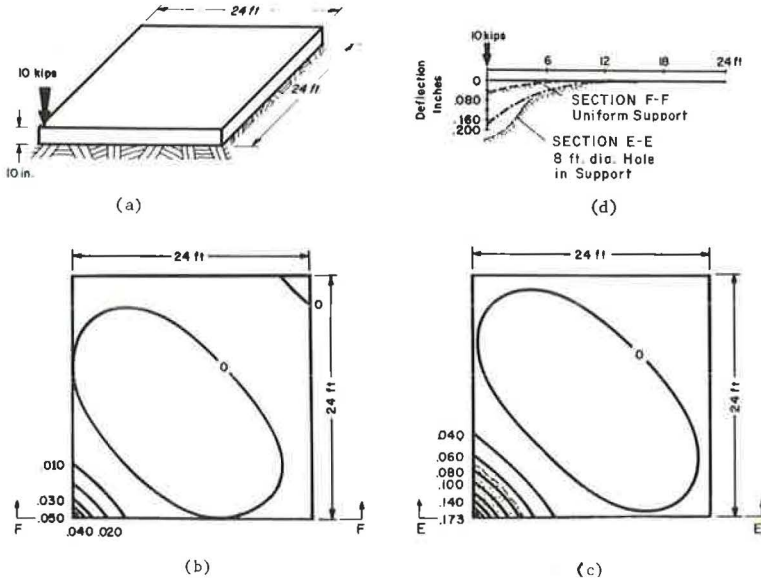 24 ft
10 kips
24 ft
10 in.
(a)
10 kips
6 12 18 24 ft
Deflection
Inches
0
.080
.160
.200
SECTION F-F
Uniform Support
SECTION E-E
8 ft. dia. Hole
in Support
(d)
24 ft
0
0
24 ft
.010
.030
.050
.040 .020
F
F
(b)
24 ft
0
24 ft
.040
.060
.080
.100
.140
.173
E
E
(c)